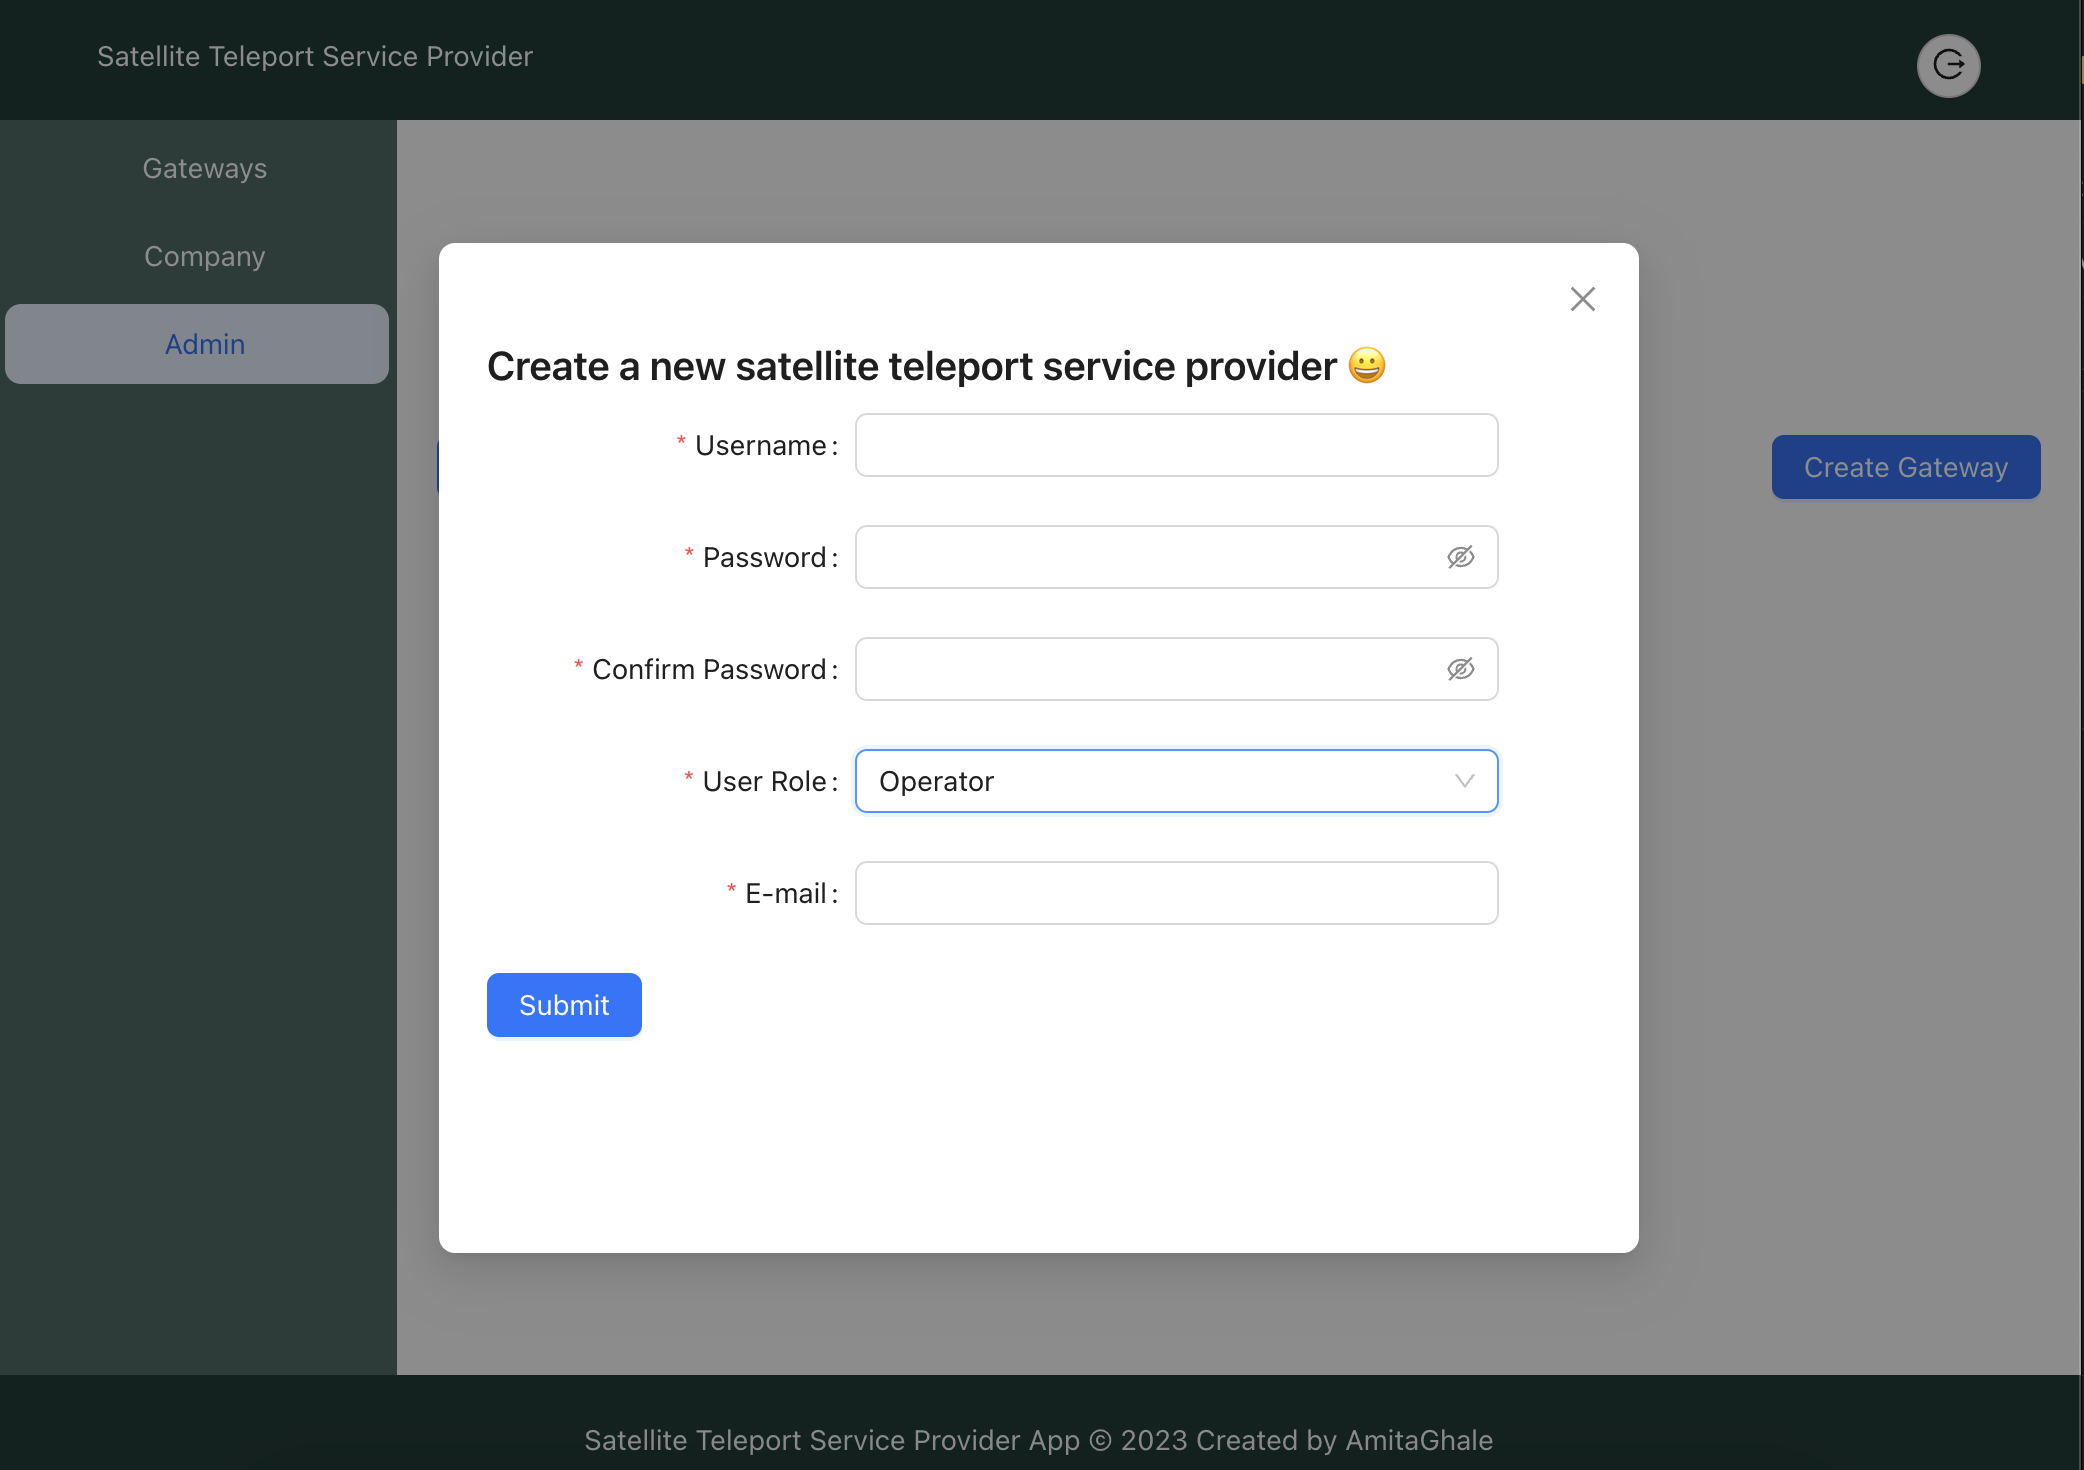 Satellite Teleport Service Provider
Gateways
Company
Admin
Create a new satellite teleport service provider 😀
* Username :
* Password :
* Confirm Password :
* User Role : Operator
* E-mail :
Submit
Create Gateway
Satellite Teleport Service Provider App © 2023 Created by AmitaGhale